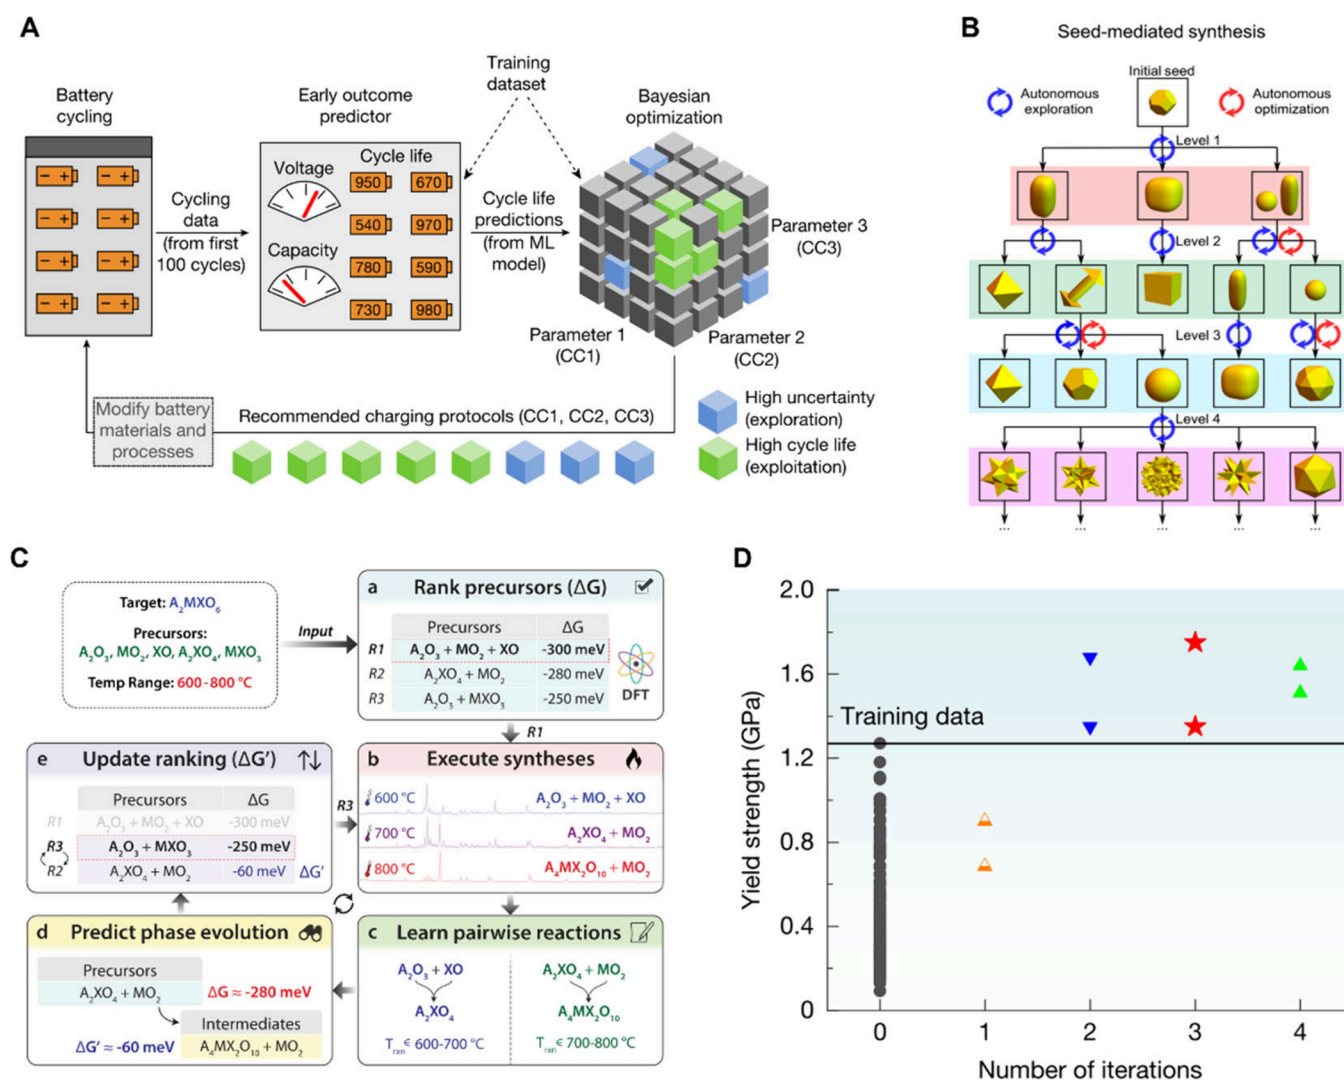 A
Battery
cycling
Early outcome
predictor
Training
dataset
Bayesian
optimization
Voltage
Cycle life
950 670
540 970
Capacity
780 590
730 980
Cycling
data
(from first
100 cycles)
Cycle life
predictions
(from ML
model)
Parameter 3
(CC3)
Parameter 1
(CC1)
Parameter 2
(CC2)
Modify battery
materials and
processes
Recommended charging protocols (CC1, CC2, CC3)
High uncertainty
(exploration)
High cycle life
(exploitation)
B
Seed-mediated synthesis
Initial seed
Autonomous
exploration
Autonomous
optimization
Level 1
Level 2
Level 3
Level 4
... ... ... ... ...
C
Target: A₂MXO₆
Precursors:
A₂O₃, MO₂, XO, A₂XO₄, MXO₃
Temp Range: 600 - 800 °C
Input
a Rank precursors (ΔG)
Precursors ΔG
R1 A₂O₃ + MO₂ + XO -300 meV
R2 A₂XO₄ + MO₂ -280 meV
R3 A₂O₃ + MXO₃ -250 meV
DFT
R1
b Execute syntheses
600 °C A₂O₃ + MO₂ + XO
700 °C A₂XO₄ + MO₂
800 °C A₄MX₂O₁₀ + MO₂
c Learn pairwise reactions
A₂O₃ + XO
A₂XO₄
Tᵣₓₙ∈ 600-700 °C
A₂XO₄ + MO₂
A₄MX₂O₁₀
Tᵣₓₙ∈ 700-800 °C
d Predict phase evolution
Precursors
A₂XO₄ + MO₂ ΔG ≈ -280 meV
Intermediates
ΔG' ≈ -60 meV A₄MX₂O₁₀ + MO₂
e Update ranking (ΔG')
Precursors ΔG
R1 A₂O₃ + MO₂ + XO -300 meV
R3 A₂O₃ + MXO₃ -250 meV
R2 A₂XO₄ + MO₂ -60 meV ΔG'
R3
D
Yield strength (GPa)
2.0
1.6
1.2
0.8
0.4
0
Training data
0 1 2 3 4
Number of iterations